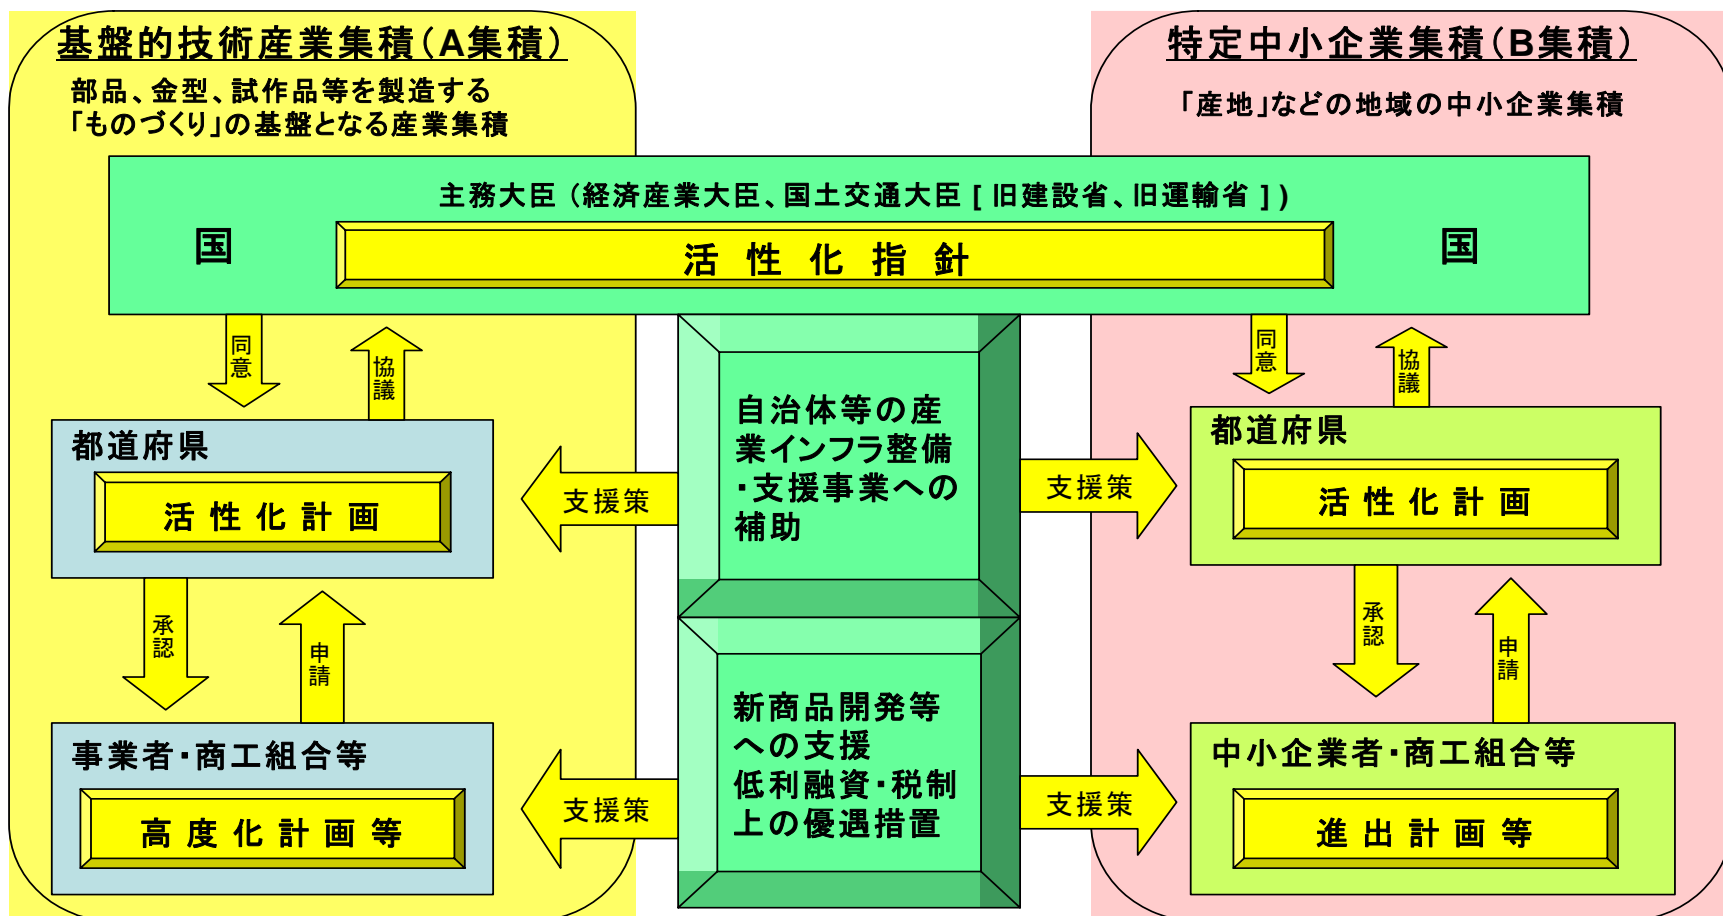 基盤的技術産業集積(A集積)
部品、金型、試作品等を製造する
「ものづくり」の基盤となる産業集積
特定中小企業集積(B集積)
「産地」などの地域の中小企業集積
主務大臣(経済産業大臣、国土交通大臣[旧建設省、旧運輸省])
国
活性化指針
国
同意
協議
同意
協議
都道府県
活性化計画
支援策
自治体等の産
業インフラ整備
・支援事業への
補助
支援策
都道府県
活性化計画
承認
申請
承認
申請
事業者・商工組合等
高度化計画等
支援策
新商品開発等
への支援
低利融資・税制
上の優遇措置
支援策
中小企業者・商工組合等
進出計画等